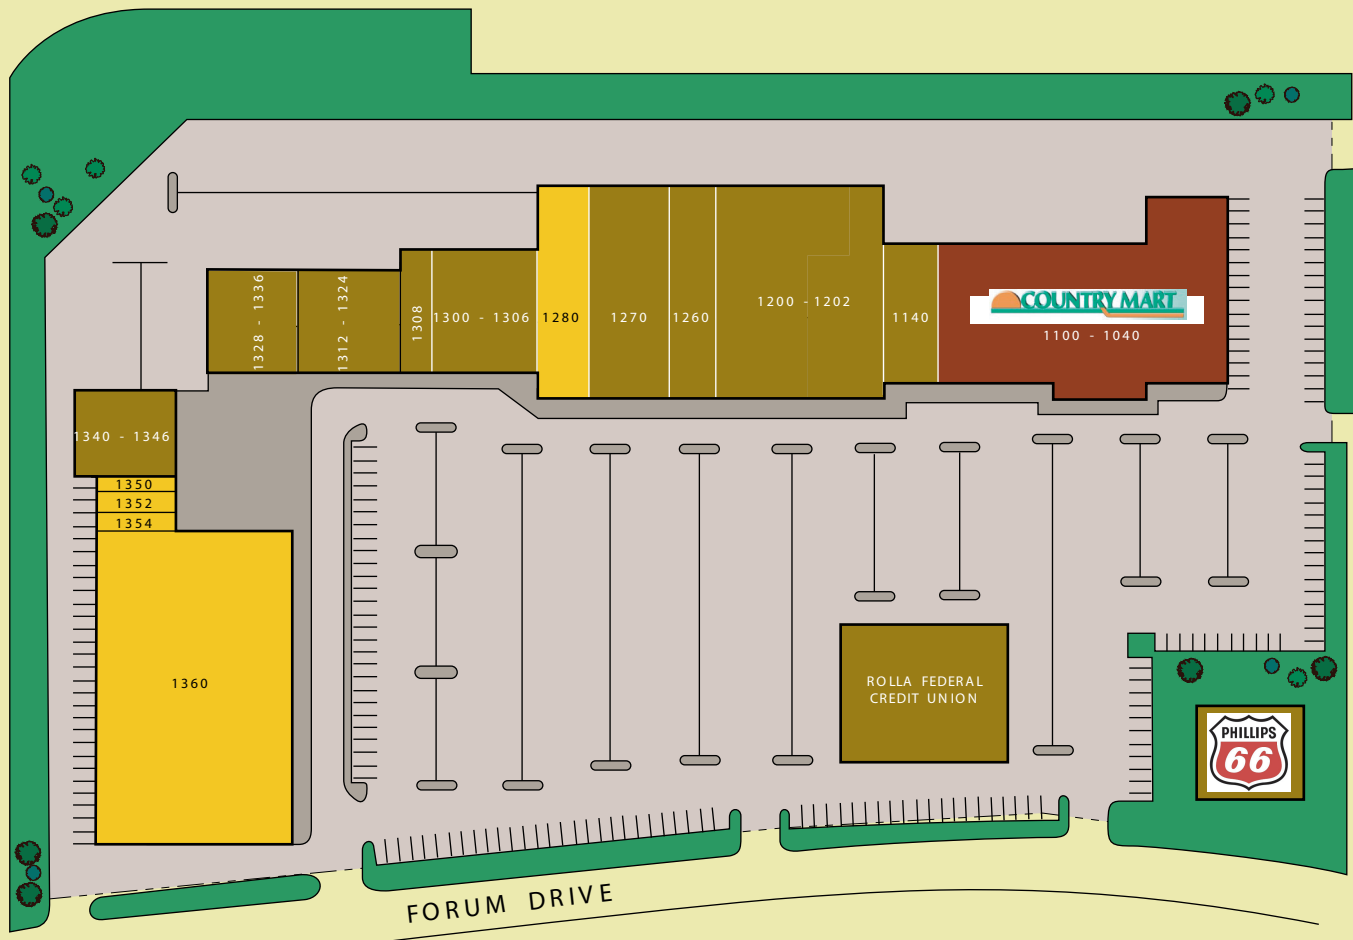 1328 - 1336
1312 - 1324
1308
1300 - 1306
1280
1270
1260
1200 - 1202
1140
COUNTRY MART
1100 - 1040
1340 - 1346
1350
1352
1354
1360
ROLLA FEDERAL
CREDIT UNION
PHILLIPS
66
FORUM DRIVE